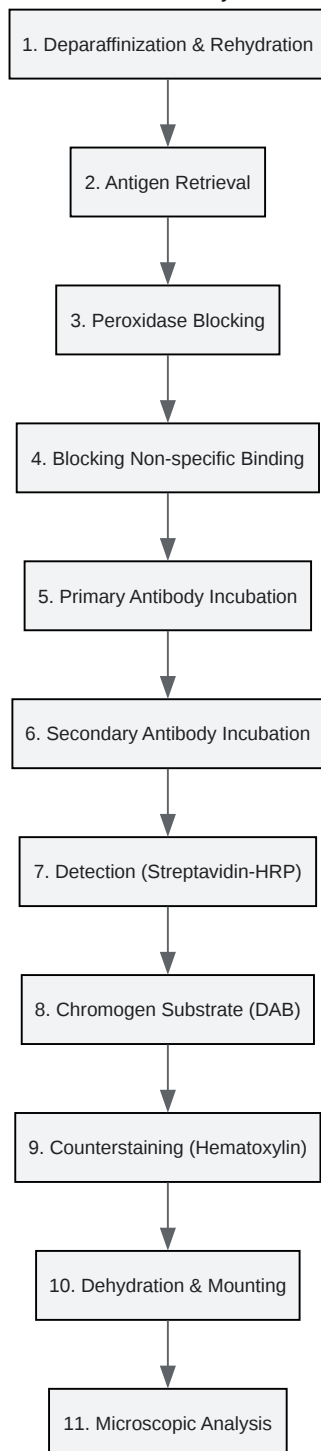 1. Deparaffinization & Rehydration
2. Antigen Retrieval
3. Peroxidase Blocking
4. Blocking Non-specific Binding
5. Primary Antibody Incubation
6. Secondary Antibody Incubation
7. Detection (Streptavidin-HRP)
8. Chromogen Substrate (DAB)
9. Counterstaining (Hematoxylin)
10. Dehydration & Mounting
11. Microscopic Analysis